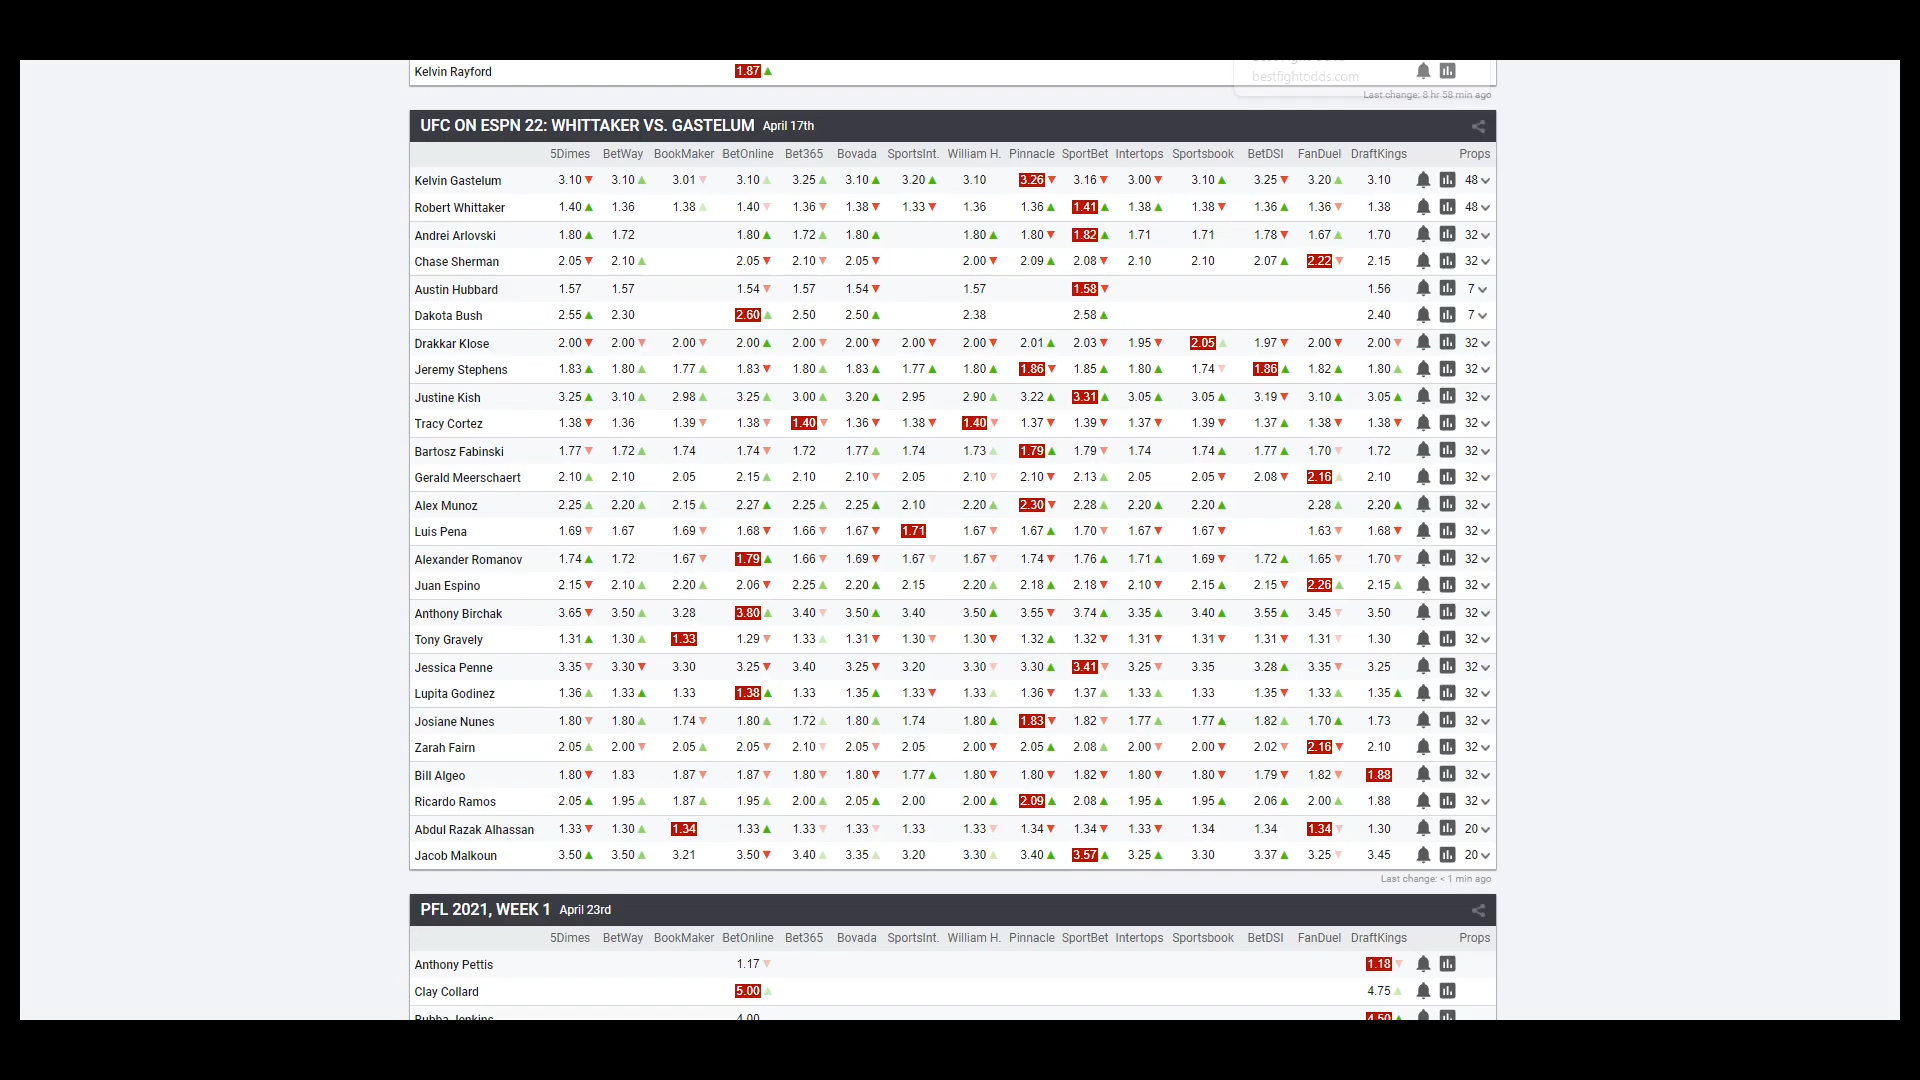 Kelvin Rayford 1.87
bestfightodds.com
Last change: 8 hr 58 min ago
UFC ON ESPN 22: WHITTAKER VS. GASTELUM April 17th
5Dimes BetWay BookMaker BetOnline Bet365 Bovada SportsInt. William H. Pinnacle SportBet Intertops Sportsbook BetDSI FanDuel DraftKings Props
Kelvin Gastelum 3.10 3.10 3.01 3.10 3.25 3.10 3.20 3.10 3.26 3.16 3.00 3.10 3.25 3.20 3.10 48
Robert Whittaker 1.40 1.36 1.38 1.40 1.36 1.38 1.33 1.36 1.36 1.41 1.38 1.38 1.36 1.36 1.38 48
Andrei Arlovski 1.80 1.72 1.80 1.72 1.80 1.80 1.80 1.82 1.71 1.71 1.78 1.67 1.70 32
Chase Sherman 2.05 2.10 2.05 2.10 2.05 2.00 2.09 2.08 2.10 2.10 2.07 2.22 2.15 32
Austin Hubbard 1.57 1.57 1.54 1.57 1.54 1.57 1.58 1.56 7
Dakota Bush 2.55 2.30 2.60 2.50 2.50 2.38 2.58 2.40 7
Drakkar Klose 2.00 2.00 2.00 2.00 2.00 2.00 2.00 2.00 2.01 2.03 1.95 2.05 1.97 2.00 2.00 32
Jeremy Stephens 1.83 1.80 1.77 1.83 1.80 1.83 1.77 1.80 1.86 1.85 1.80 1.74 1.86 1.82 1.80 32
Justine Kish 3.25 3.10 2.98 3.25 3.00 3.20 2.95 2.90 3.22 3.31 3.05 3.05 3.19 3.10 3.05 32
Tracy Cortez 1.38 1.36 1.39 1.38 1.40 1.36 1.38 1.40 1.37 1.39 1.37 1.39 1.37 1.38 1.38 32
Bartosz Fabinski 1.77 1.72 1.74 1.74 1.72 1.77 1.74 1.73 1.79 1.79 1.74 1.74 1.77 1.70 1.72 32
Gerald Meerschaert 2.10 2.10 2.05 2.15 2.10 2.10 2.05 2.10 2.10 2.13 2.05 2.05 2.08 2.16 2.10 32
Alex Munoz 2.25 2.20 2.15 2.27 2.25 2.25 2.10 2.20 2.30 2.28 2.20 2.20 2.28 2.20 32
Luis Pena 1.69 1.67 1.69 1.68 1.66 1.67 1.71 1.67 1.67 1.70 1.67 1.67 1.63 1.68 32
Alexander Romanov 1.74 1.72 1.67 1.79 1.66 1.69 1.67 1.67 1.74 1.76 1.71 1.69 1.72 1.65 1.70 32
Juan Espino 2.15 2.10 2.20 2.06 2.25 2.20 2.15 2.20 2.18 2.18 2.10 2.15 2.15 2.26 2.15 32
Anthony Birchak 3.65 3.50 3.28 3.80 3.40 3.50 3.40 3.50 3.55 3.74 3.35 3.40 3.55 3.45 3.50 32
Tony Gravely 1.31 1.30 1.33 1.29 1.33 1.31 1.30 1.30 1.32 1.32 1.31 1.31 1.31 1.31 1.30 32
Jessica Penne 3.35 3.30 3.30 3.25 3.40 3.25 3.20 3.30 3.30 3.41 3.25 3.35 3.28 3.35 3.25 32
Lupita Godinez 1.36 1.33 1.33 1.38 1.33 1.35 1.33 1.33 1.36 1.37 1.33 1.33 1.35 1.33 1.35 32
Josiane Nunes 1.80 1.80 1.74 1.80 1.72 1.80 1.74 1.80 1.83 1.82 1.77 1.77 1.82 1.70 1.73 32
Zarah Fairn 2.05 2.00 2.05 2.05 2.10 2.05 2.05 2.00 2.05 2.08 2.00 2.00 2.02 2.16 2.10 32
Bill Algeo 1.80 1.83 1.87 1.87 1.80 1.80 1.77 1.80 1.80 1.82 1.80 1.80 1.79 1.82 1.88 32
Ricardo Ramos 2.05 1.95 1.87 1.95 2.00 2.05 2.00 2.00 2.09 2.08 1.95 1.95 2.06 2.00 1.88 32
Abdul Razak Alhassan 1.33 1.30 1.34 1.33 1.33 1.33 1.33 1.33 1.34 1.34 1.33 1.34 1.34 1.34 1.30 20
Jacob Malkoun 3.50 3.50 3.21 3.50 3.40 3.35 3.20 3.30 3.40 3.57 3.25 3.30 3.37 3.25 3.45 20
Last change: < 1 min ago
PFL 2021, WEEK 1 April 23rd
5Dimes BetWay BookMaker BetOnline Bet365 Bovada SportsInt. William H. Pinnacle SportBet Intertops Sportsbook BetDSI FanDuel DraftKings Props
Anthony Pettis 1.17 1.18
Clay Collard 5.00 4.75
Bubba Jenkins 4.00 4.50